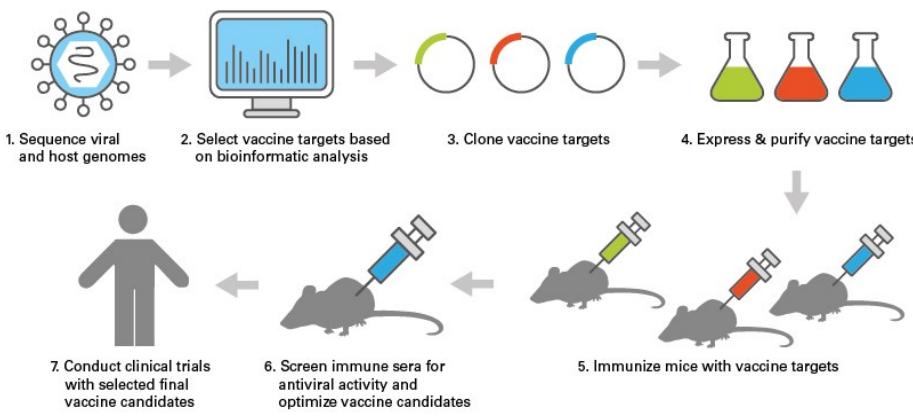 1. Sequence viral
and host genomes
2. Select vaccine targets based
on bioinformatic analysis
3. Clone vaccine targets
4. Express & purify vaccine targets
5. Immunize mice with vaccine targets
6. Screen immune sera for
antiviral activity and
optimize vaccine candidates
7. Conduct clinical trials
with selected final
vaccine candidates